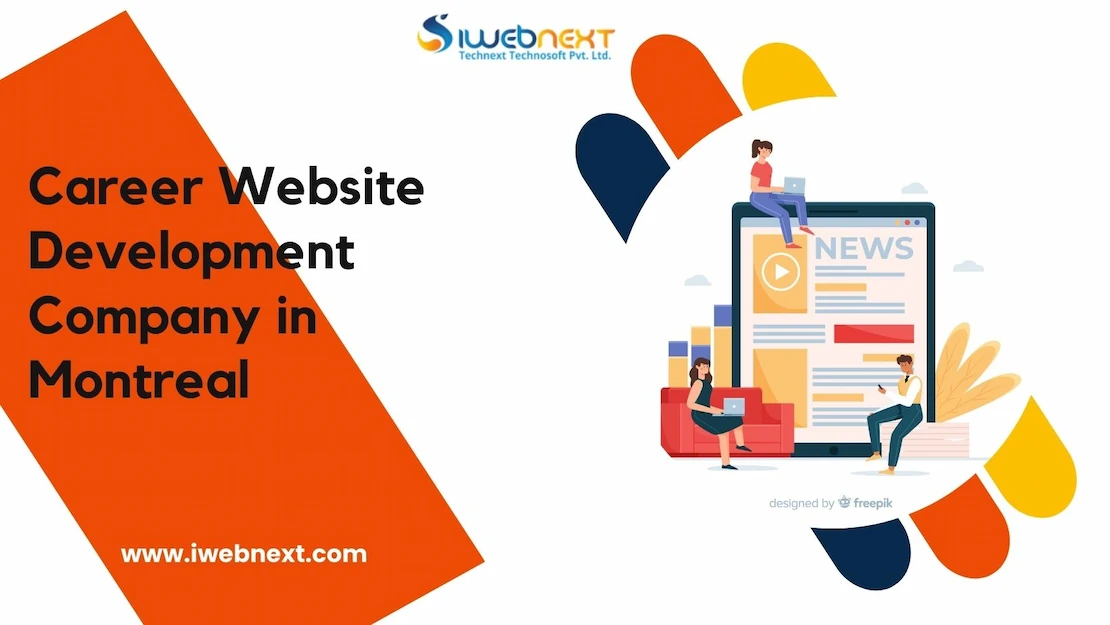 iwebnext
Technext Technosoft Pvt. Ltd.
Career Website
Development
Company in
Montreal
NEWS
designed by freepik
www.iwebnext.com